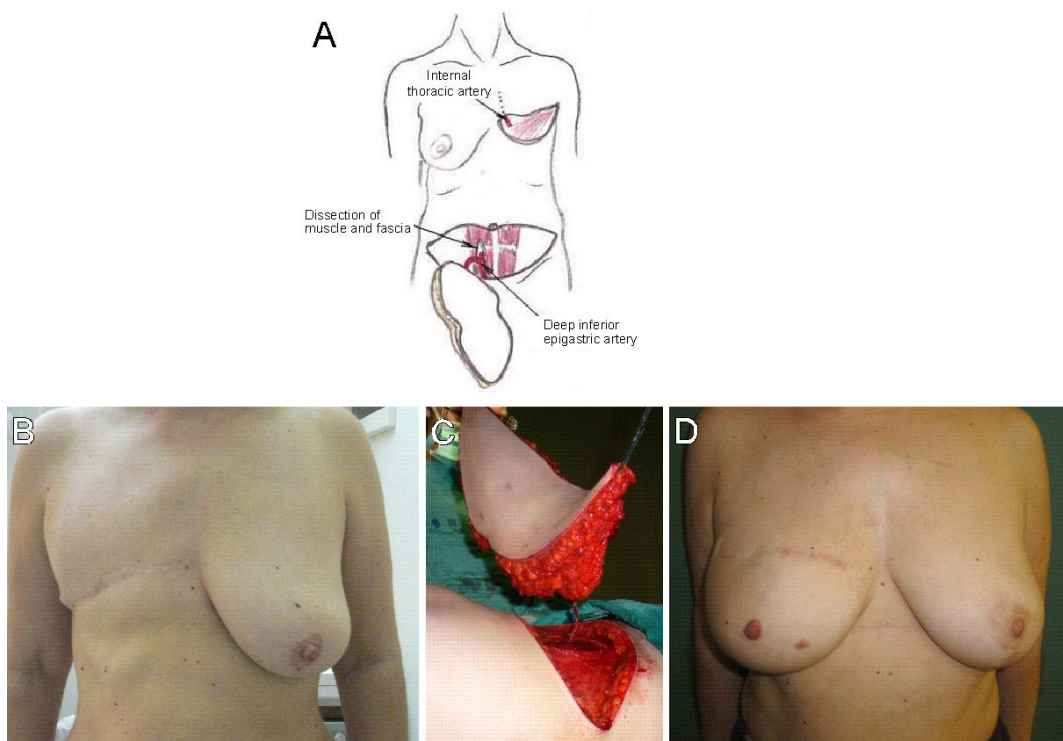 A
Internal
thoracic artery
Dissection of
muscle and fascia
Deep inferior
epigastric artery
B
C
D